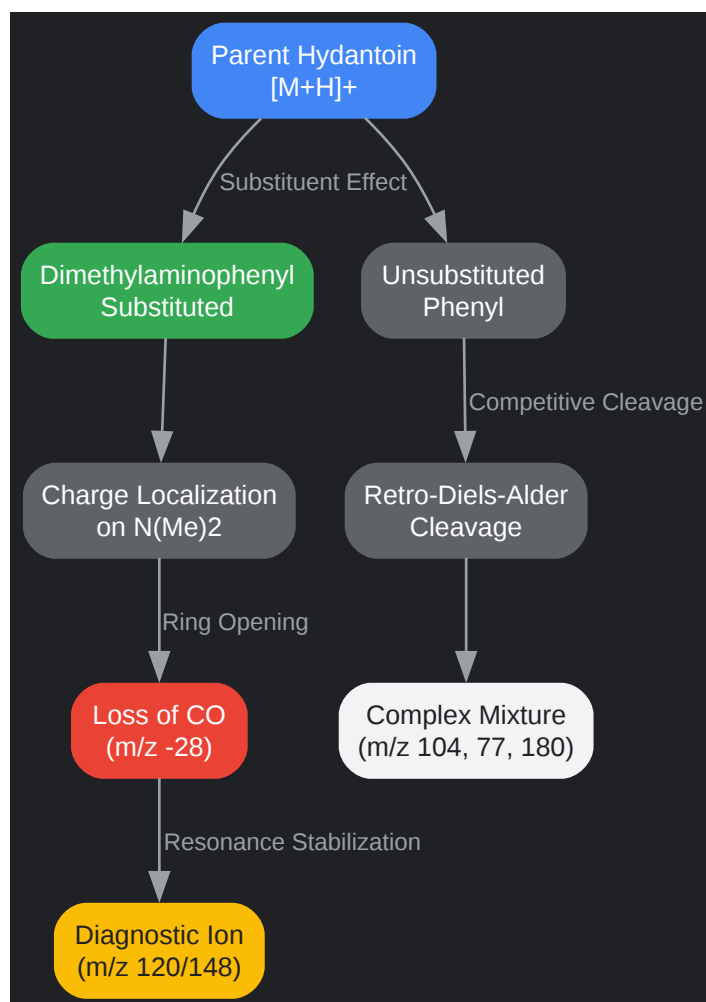 Parent Hydantoin
[M+H]+
Substituent Effect
Dimethylaminophenyl
Substituted
Unsubstituted
Phenyl
Competitive Cleavage
Charge Localization
on N(Me)2
Retro-Diels-Alder
Cleavage
Ring Opening
Loss of CO
(m/z -28)
Complex Mixture
(m/z 104, 77, 180)
Resonance Stabilization
Diagnostic Ion
(m/z 120/148)